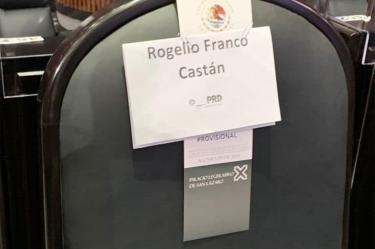 Rogelio Franco
Castán
PRD
PROVISIONAL
PALACIO LEGISLATIVO
DE SAN LÁZARO